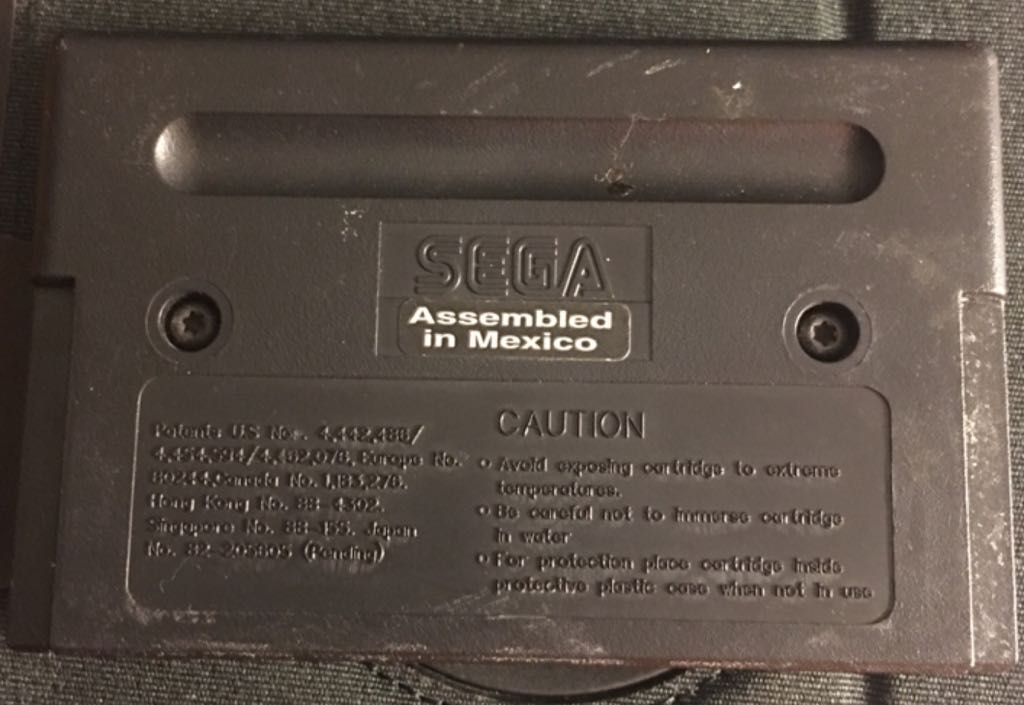 SEGA
Assembled
in Mexico
Patents: U.S. Nos. 4,442,486/
4,454,594/4,462,076, Europe No.
80244, Canada No. 1,183,276,
Hong Kong No. 88-4302,
Singapore No. 88-155, Japan
No. 82-205605 (Pending)
CAUTION
• Avoid exposing cartridge to extreme
temperatures.
• Be careful not to immerse cartridge
in water
• For protection place cartridge inside
protective plastic case when not in use